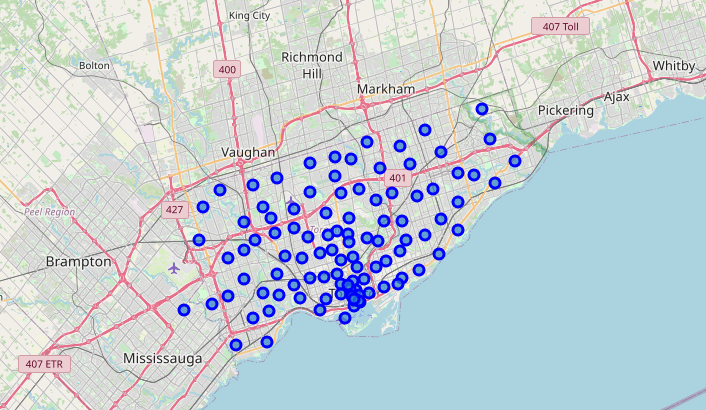 King City
407 Toll
Richmond
Hill
Bolton
400
Whitby
Markham
Ajax
Pickering
Vaughan
401
Peel Region
427
Brampton
Mississauga
407 ETR